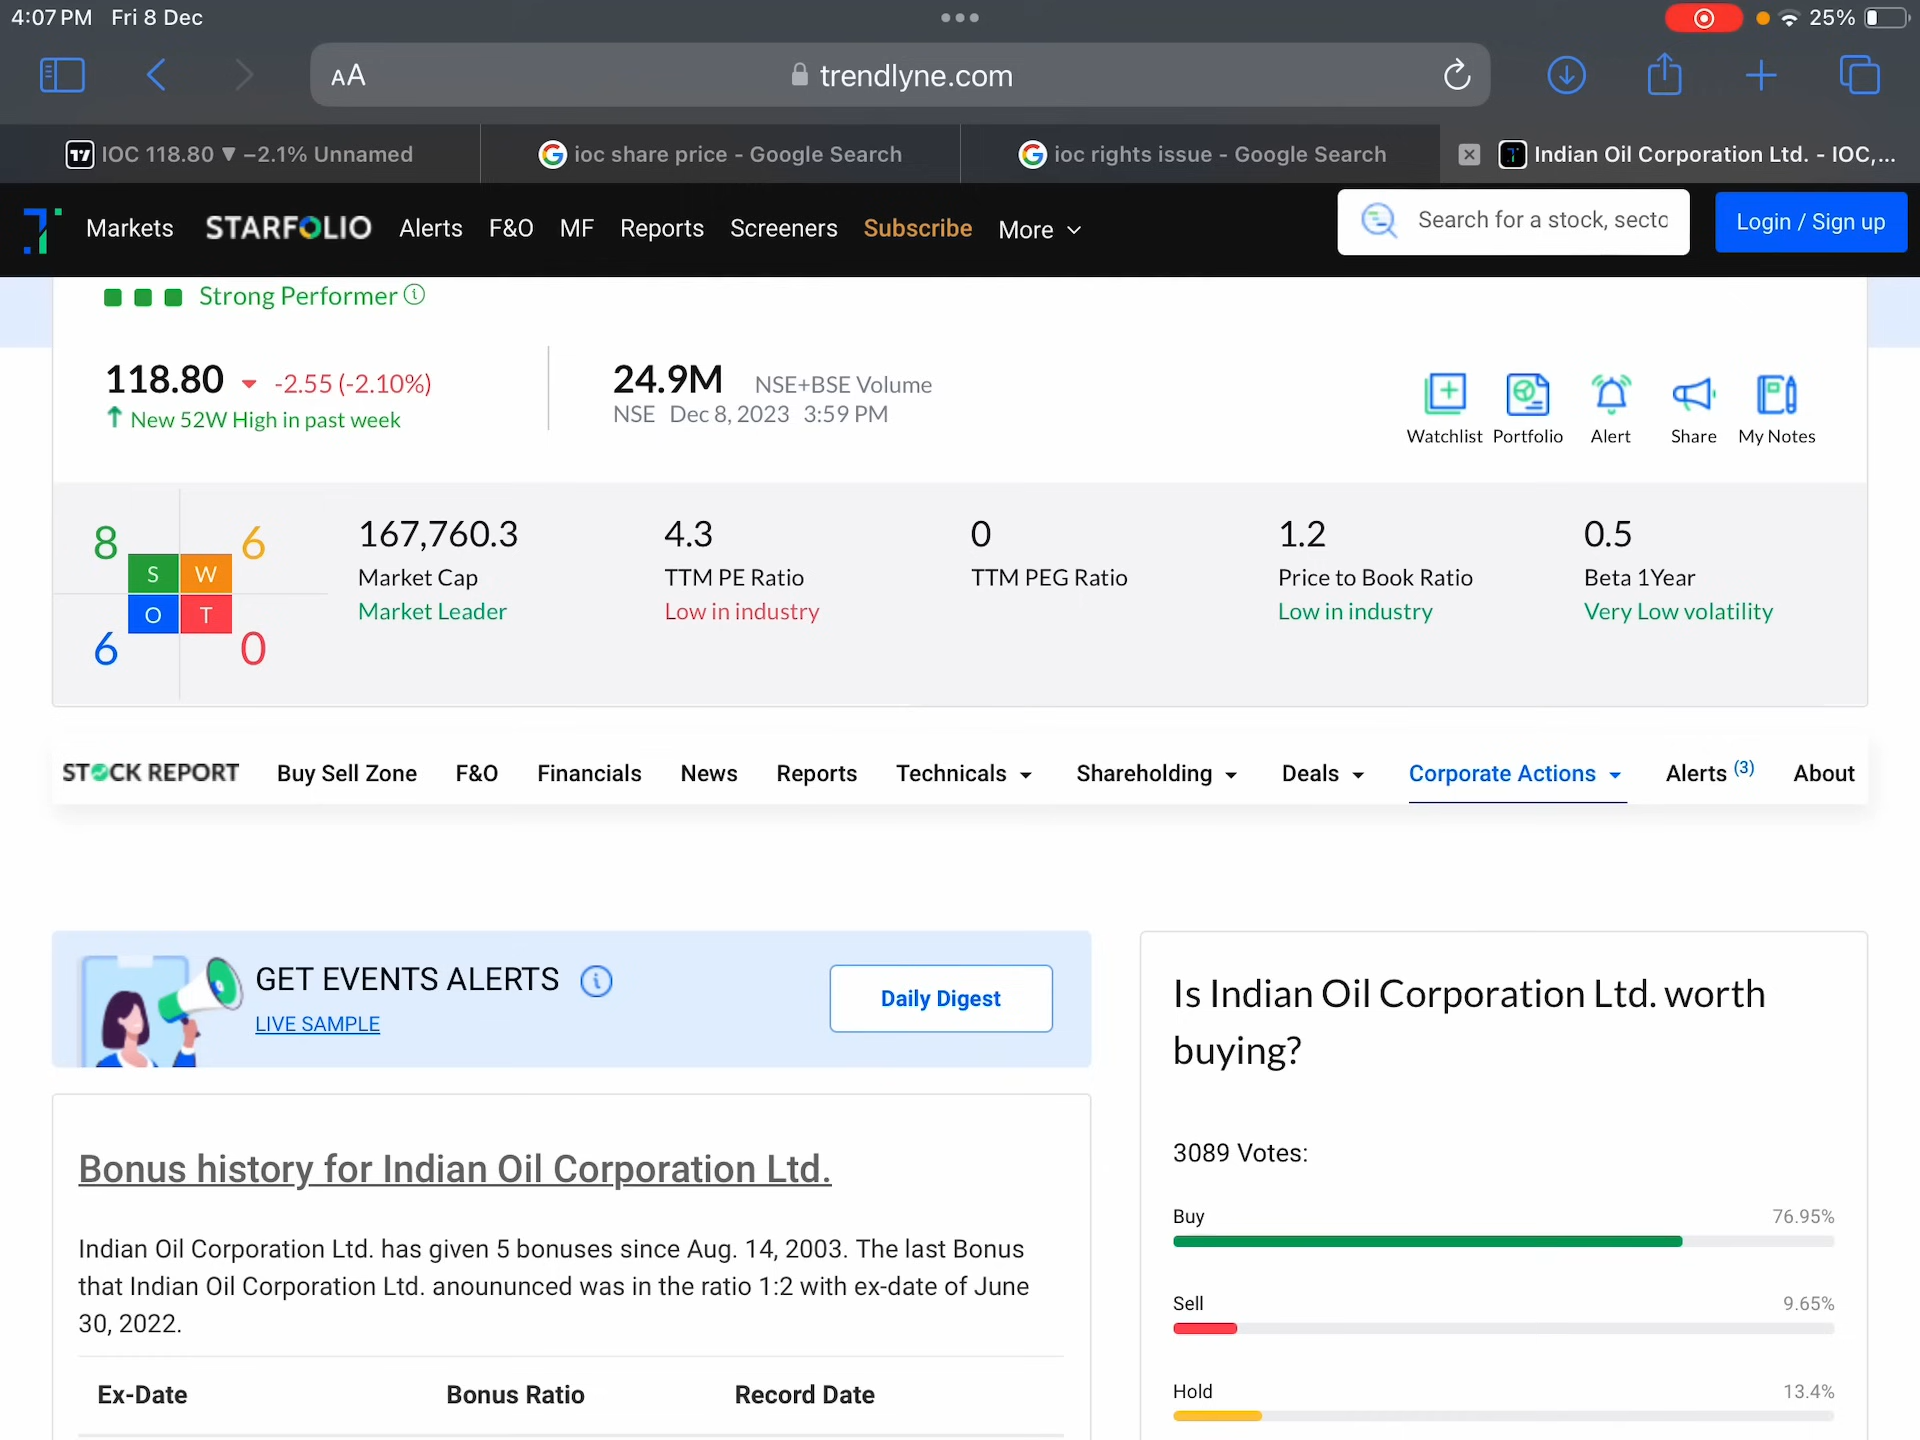 4:07 PM Fri 8 Dec
25%
AA
trendlyne.com
IOC 118.80 ▼ −2.1% Unnamed
ioc share price - Google Search
ioc rights issue - Google Search
Indian Oil Corporation Ltd. - IOC,...
Markets
STARFOLIO
Alerts
F&O
MF
Reports
Screeners
Subscribe
More
Search for a stock, secto
Login / Sign up
Strong Performer
118.80
-2.55 (-2.10%)
New 52W High in past week
24.9M NSE+BSE Volume
NSE Dec 8, 2023 3:59 PM
Watchlist
Portfolio
Alert
Share
My Notes
8
6
S
W
O
T
6
0
167,760.3
Market Cap
Market Leader
4.3
TTM PE Ratio
Low in industry
0
TTM PEG Ratio
1.2
Price to Book Ratio
Low in industry
0.5
Beta 1Year
Very Low volatility
STOCK REPORT
Buy Sell Zone
F&O
Financials
News
Reports
Technicals
Shareholding
Deals
Corporate Actions
Alerts (3)
About
GET EVENTS ALERTS
LIVE SAMPLE
Daily Digest
Bonus history for Indian Oil Corporation Ltd.
Indian Oil Corporation Ltd. has given 5 bonuses since Aug. 14, 2003. The last Bonus
that Indian Oil Corporation Ltd. anoununced was in the ratio 1:2 with ex-date of June
30, 2022.
Ex-Date
Bonus Ratio
Record Date
Is Indian Oil Corporation Ltd. worth
buying?
3089 Votes:
Buy
76.95%
Sell
9.65%
Hold
13.4%